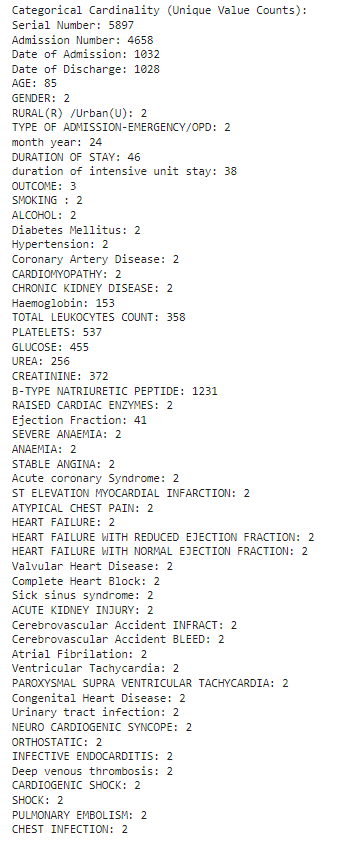 Categorical Cardinality (Unique Value Counts):
Serial Number: 5897
Admission Number: 4658
Date of Admission: 1032
Date of Discharge: 1028
AGE: 85
GENDER: 2
RURAL(R) /Urban(U): 2
TYPE OF ADMISSION-EMERGENCY/OPD: 2
month year: 24
DURATION OF STAY: 46
duration of intensive unit stay: 38
OUTCOME: 3
SMOKING : 2
ALCOHOL: 2
Diabetes Mellitus: 2
Hypertension: 2
Coronary Artery Disease: 2
CARDIOMYOPATHY: 2
CHRONIC KIDNEY DISEASE: 2
Haemoglobin: 153
TOTAL LEUKOCYTES COUNT: 358
PLATELETS: 537
GLUCOSE: 455
UREA: 256
CREATININE: 372
B-TYPE NATRIURETIC PEPTIDE: 1231
RAISED CARDIAC ENZYMES: 2
Ejection Fraction: 41
SEVERE ANAEMIA: 2
ANAEMIA: 2
STABLE ANGINA: 2
Acute coronary Syndrome: 2
ST ELEVATION MYOCARDIAL INFARCTION: 2
ATYPICAL CHEST PAIN: 2
HEART FAILURE: 2
HEART FAILURE WITH REDUCED EJECTION FRACTION: 2
HEART FAILURE WITH NORMAL EJECTION FRACTION: 2
Valvular Heart Disease: 2
Complete Heart Block: 2
Sick sinus syndrome: 2
ACUTE KIDNEY INJURY: 2
Cerebrovascular Accident INFRACT: 2
Cerebrovascular Accident BLEED: 2
Atrial Fibrilation: 2
Ventricular Tachycardia: 2
PAROXYSMAL SUPRA VENTRICULAR TACHYCARDIA: 2
Congenital Heart Disease: 2
Urinary tract infection: 2
NEURO CARDIOGENIC SYNCOPE: 2
ORTHOSTATIC: 2
INFECTIVE ENDOCARDITIS: 2
Deep venous thrombosis: 2
CARDIOGENIC SHOCK: 2
SHOCK: 2
PULMONARY EMBOLISM: 2
CHEST INFECTION: 2